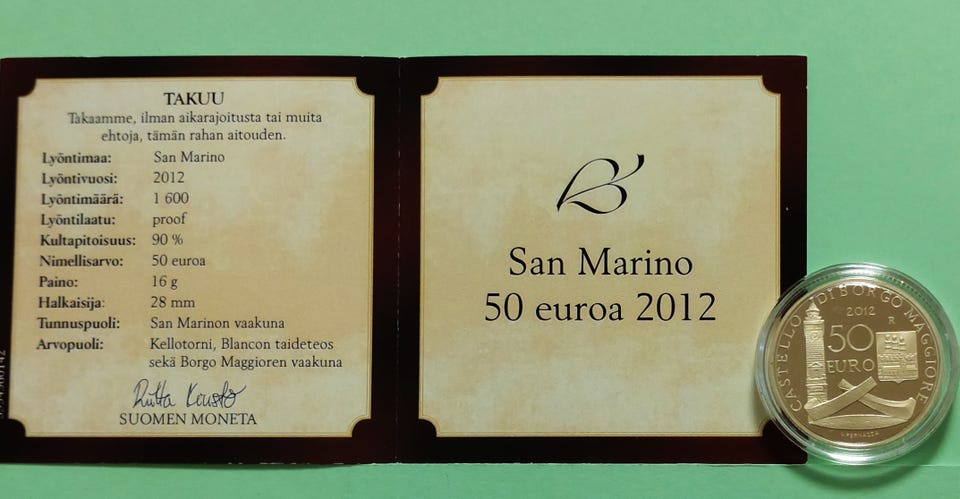 TAKUU
Takaamme, ilman aikarajoitusta tai muita
ehtoja, tämän rahan aitouden.
Lyöntimaa: San Marino
Lyöntivuosi: 2012
Lyöntimäärä: 1 600
Lyöntilaatu: proof
Kultapitoisuus: 90 %
Nimellisarvo: 50 euroa
Paino: 16 g
Halkaisija: 28 mm
Tunnuspuoli: San Marinon vaakuna
Arvopuoli: Kellotorni, Blancon taideteos
sekä Borgo Maggioren vaakuna
SUOMEN MONETA
San Marino
50 euroa 2012
CASTELLO DI BORGO MAGGIORE
2012
R
50
EURO